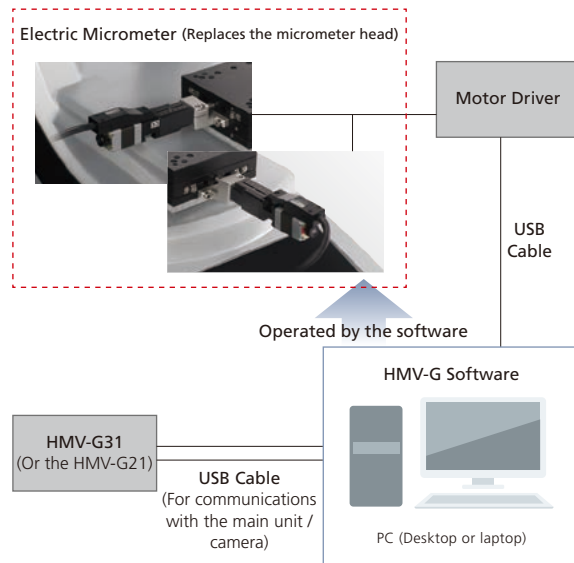 Electric Micrometer (Replaces the micrometer head)
Motor Driver
USB
Cable
Operated by the software
HMV-G Software
HMV-G31
(Or the HMV-G21)
USB Cable
(For communications
with the main unit /
camera)
PC (Desktop or laptop)